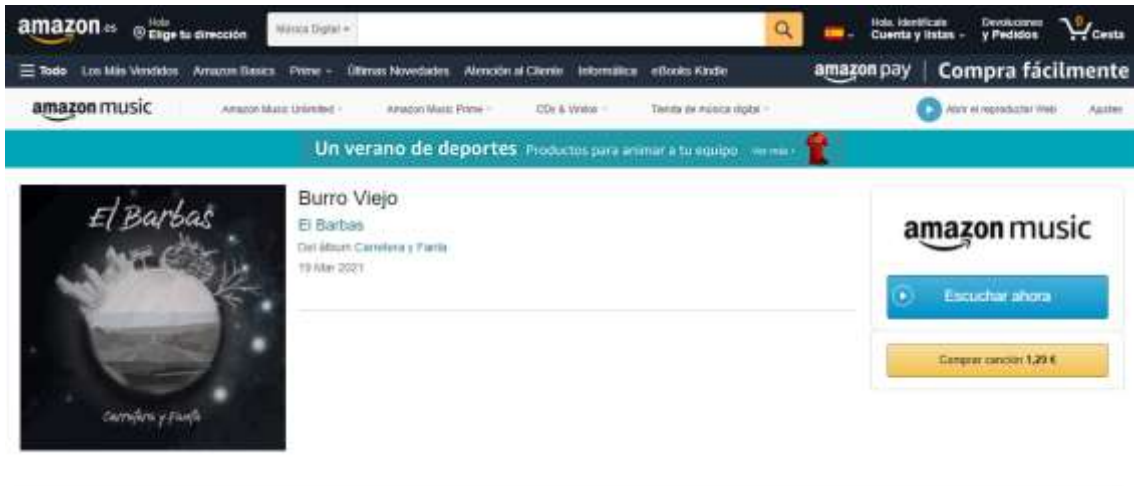 amazon.es
Hola
Elige tu dirección
Música Digital
Hola, Identifícate
Cuenta y listas
Devoluciones
y Pedidos
0
Cesta
Todo Los Más Vendidos Amazon Basics Prime Últimas Novedades Atención al Cliente Informática eBooks Kindle
amazon pay | Compra fácilmente
amazon music Amazon Music Unlimited Amazon Music Prime CDs & Vinilos Tienda de música digital Abrir el reproductor Web Ajustes
Un verano de deportes Productos para animar a tu equipo Ver más ›
El Barbas
Carretera y Farifa
Burro Viejo
El Barbas
Del álbum
19 Mar 2021
amazon music
Escuchar ahora
Comprar canción 1,29 €